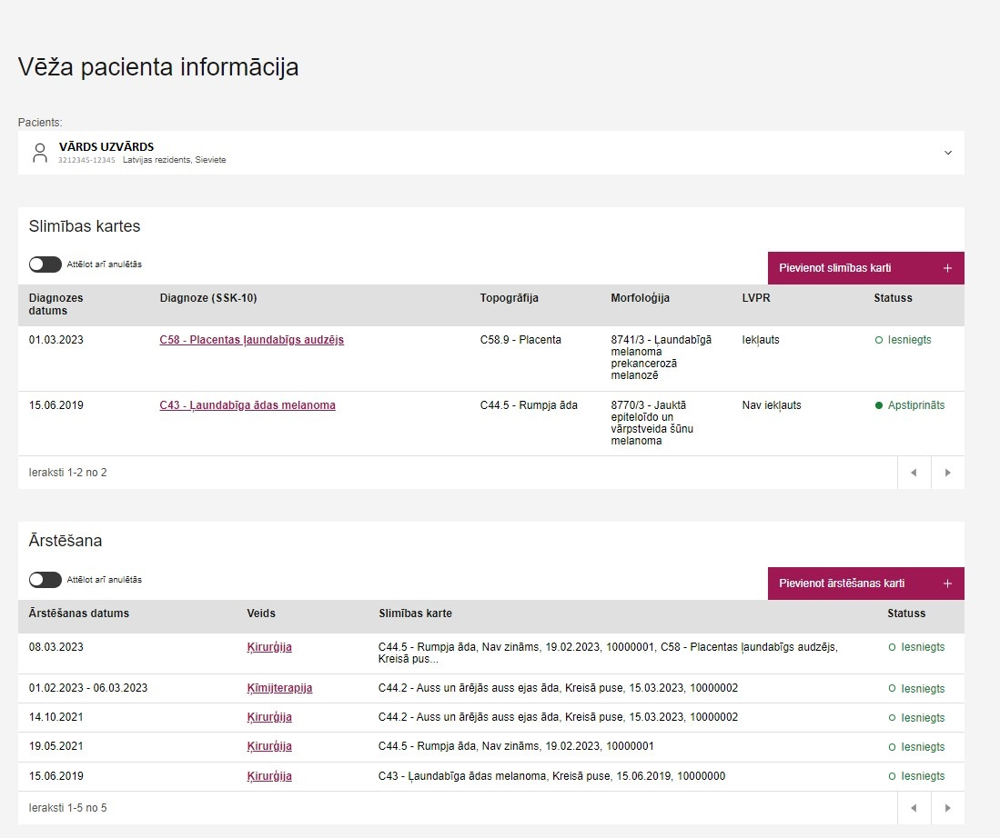 Vēža pacienta informācija
Pacients:
VĀRDS UZVĀRDS
3212345-12345 Latvijas rezidents, Sieviete
Slimības kartes
Attēlot arī anulētās
Pievienot slimības karti +
Diagnozes datums Diagnoze (SSK-10) Topogrāfija Morfoloģija LVPR Statuss
01.03.2023 C58 - Placentas ļaundabīgs audzējs C58.9 - Placenta 8741/3 - Ļaundabīgā melanoma prekancerozā melanozē Iekļauts Iesniegts
15.06.2019 C43 - Ļaundabīga ādas melanoma C44.5 - Rumpja āda 8770/3 - Jauktā epiteloīdo un vārpstveida šūnu melanoma Nav iekļauts Apstiprināts
Ieraksti 1-2 no 2
Ārstēšana
Attēlot arī anulētās
Pievienot ārstēšanas karti +
Ārstēšanas datums Veids Slimības karte Statuss
08.03.2023 Ķirurģija C44.5 - Rumpja āda, Nav zināms, 19.02.2023, 10000001, C58 - Placentas ļaundabīgs audzējs, Iesniegts
Kreisā pus...
01.02.2023 - 06.03.2023 Ķīmijterapija C44.2 - Auss un ārējās auss ejas āda, Kreisā puse, 15.03.2023, 10000002 Iesniegts
14.10.2021 Ķirurģija C44.2 - Auss un ārējās auss ejas āda, Kreisā puse, 15.03.2023, 10000002 Iesniegts
19.05.2021 Ķirurģija C44.5 - Rumpja āda, Nav zināms, 19.02.2023, 10000001 Iesniegts
15.06.2019 Ķirurģija C43 - Ļaundabīga ādas melanoma, Kreisā puse, 15.06.2019, 10000000 Iesniegts
Ieraksti 1-5 no 5